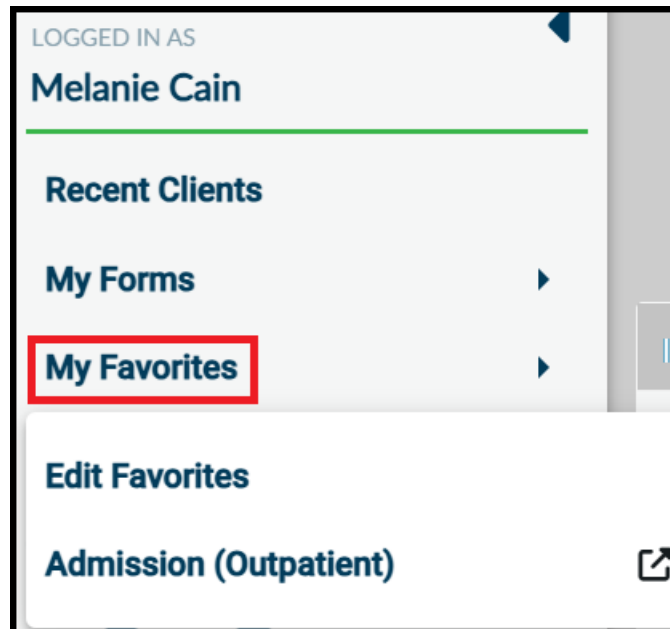 LOGGED IN AS
Melanie Cain
Recent Clients
My Forms
My Favorites
Edit Favorites
Admission (Outpatient)